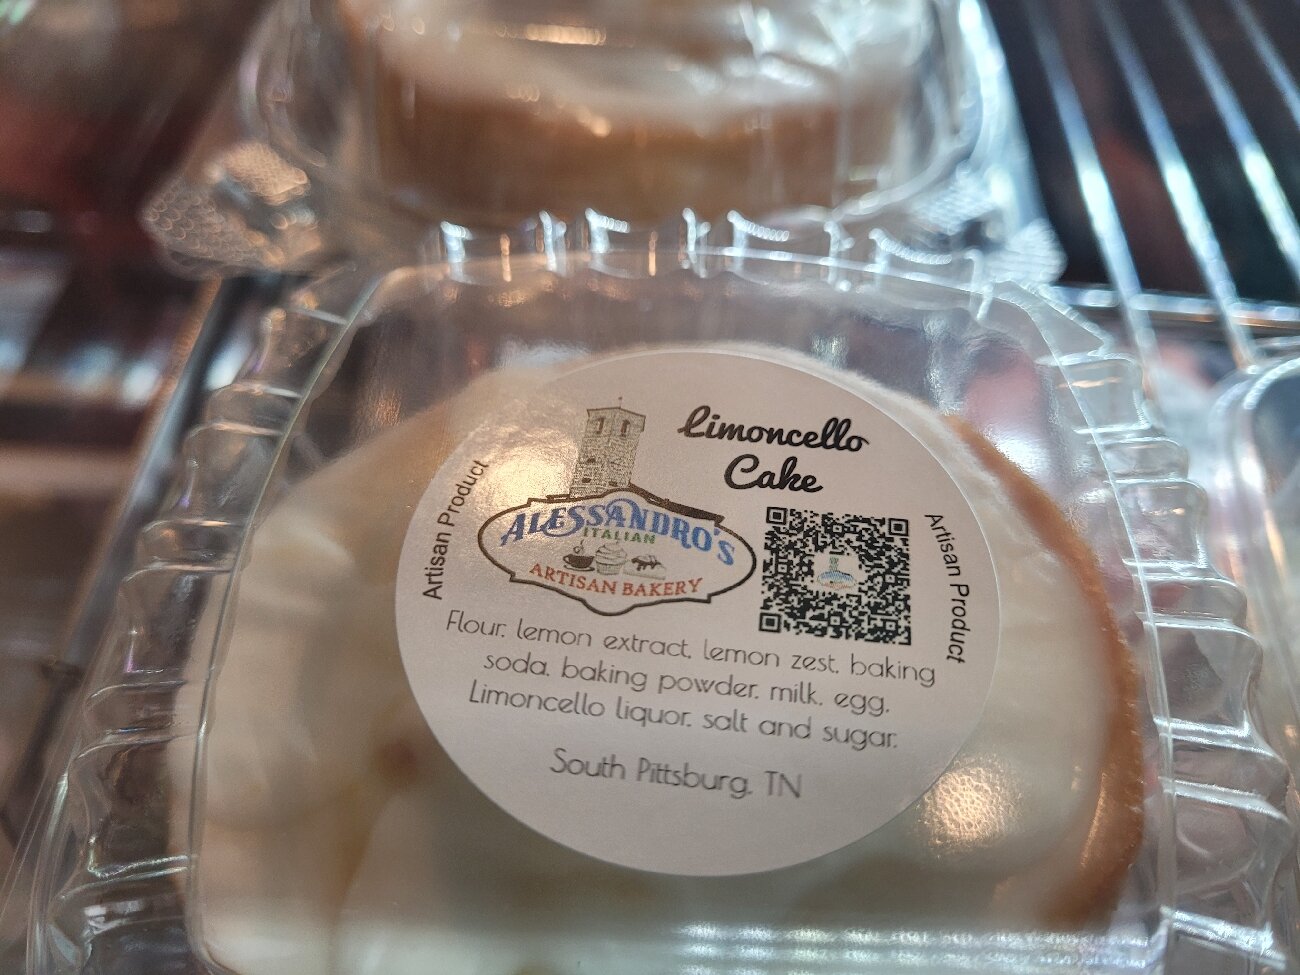 Limoncello
Cake
Artisan Product
ALESSANDRO'S
ITALIAN
ARTISAN BAKERY
Artisan Product
Flour, lemon extract, lemon zest, baking
soda, baking powder, milk, egg,
Limoncello liquor, salt and sugar.
South Pittsburg, TN